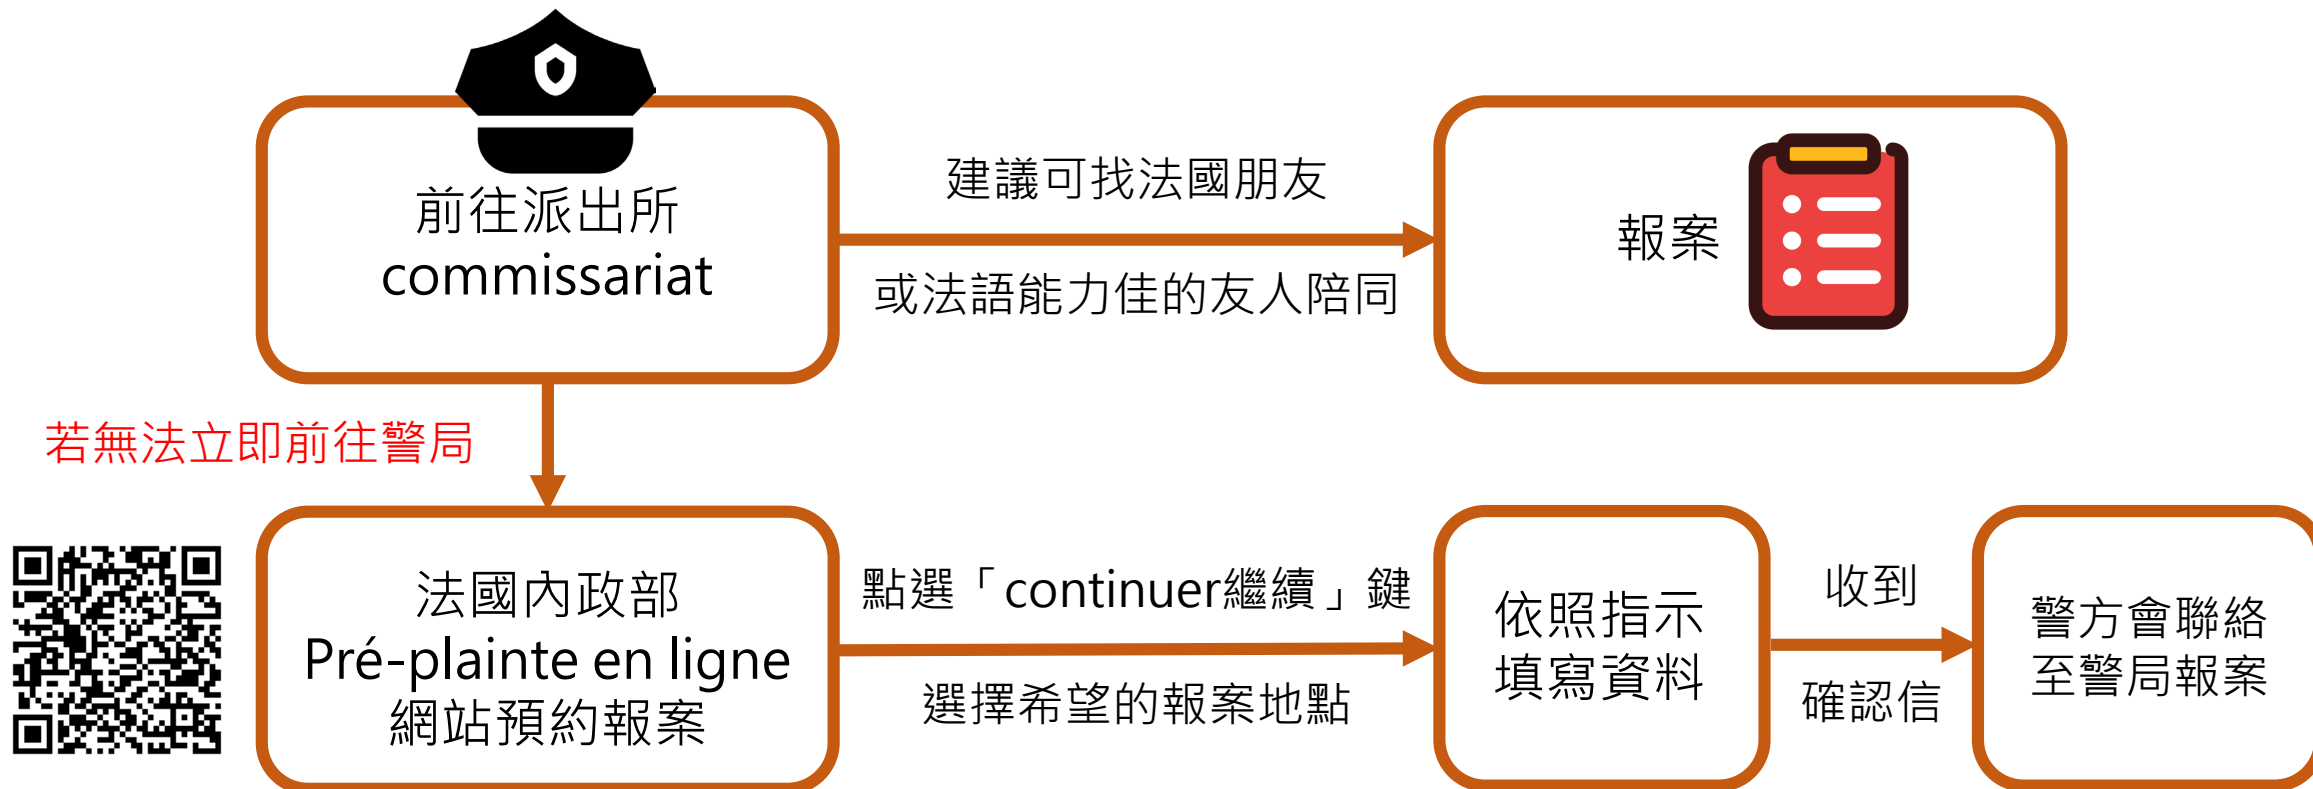 前往派出所
commissariat
建議可找法國朋友
或法語能力佳的友人陪同
報案
若無法立即前往警局
法國內政部
Pré-plainte en ligne
網站預約報案
點選「continuer繼續」鍵
選擇希望的報案地點
依照指示
填寫資料
收到
確認信
警方會聯絡
至警局報案